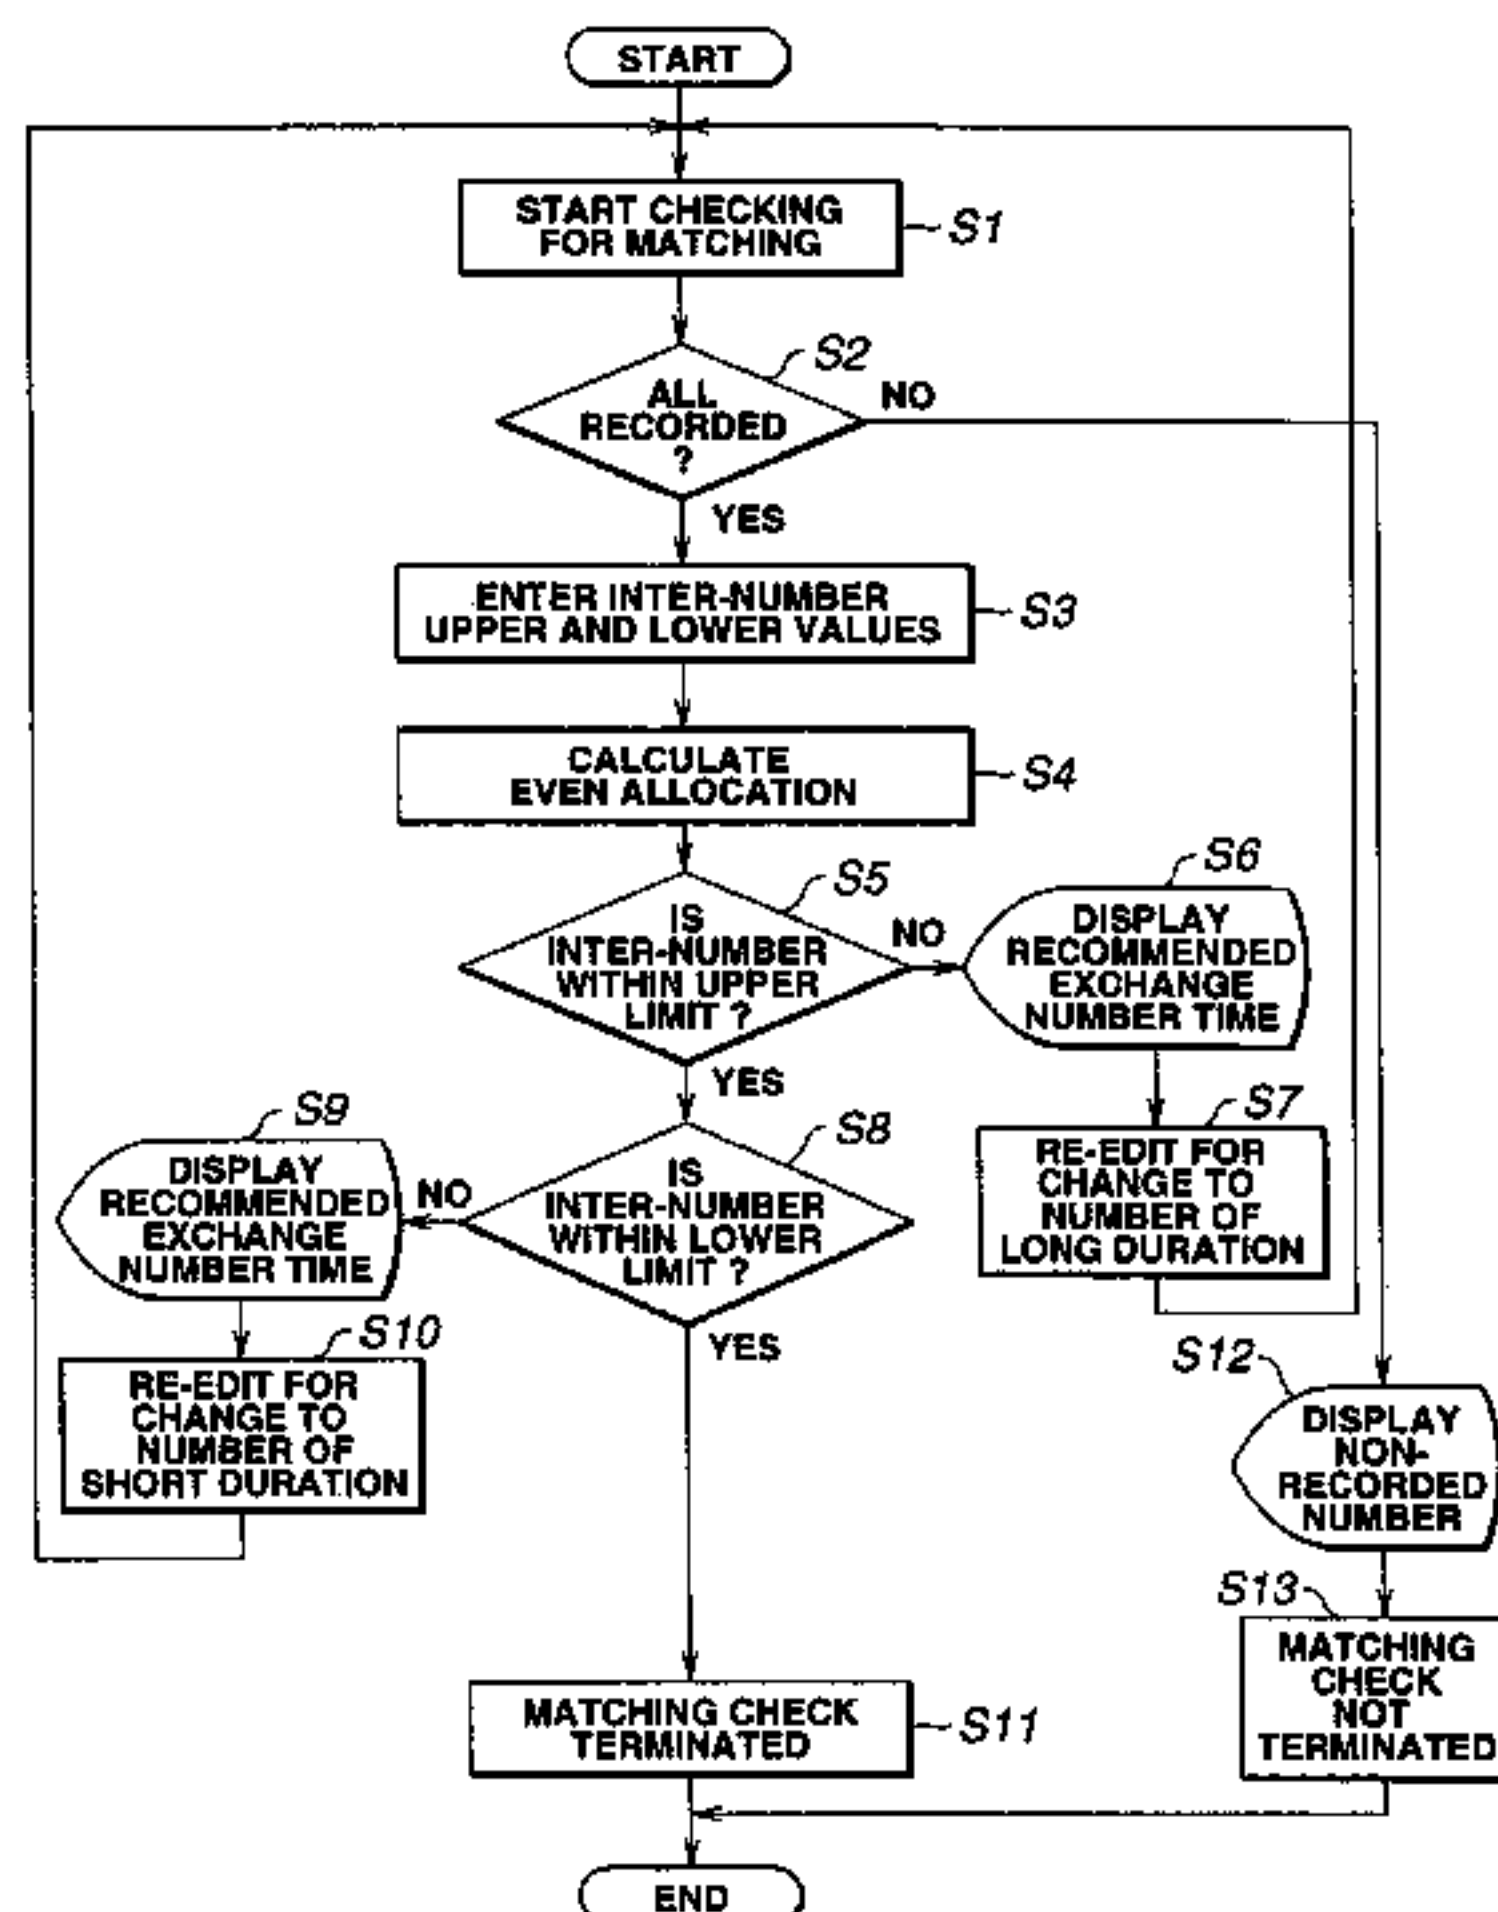 START
START CHECKING
FOR MATCHING
S1
S2
ALL
RECORDED
?
NO
YES
ENTER INTER-NUMBER
UPPER AND LOWER VALUES
S3
CALCULATE
EVEN ALLOCATION
S4
S5
IS
INTER-NUMBER
WITHIN UPPER
LIMIT ?
NO
YES
S6
DISPLAY
RECOMMENDED
EXCHANGE
NUMBER TIME
S7
RE-EDIT FOR
CHANGE TO
NUMBER OF
LONG DURATION
S8
IS
INTER-NUMBER
WITHIN LOWER
LIMIT ?
NO
YES
S9
DISPLAY
RECOMMENDED
EXCHANGE
NUMBER TIME
S10
RE-EDIT FOR
CHANGE TO
NUMBER OF
SHORT DURATION
S12
DISPLAY
NON-
RECORDED
NUMBER
S13
MATCHING
CHECK
NOT
TERMINATED
MATCHING CHECK
TERMINATED
S11
END